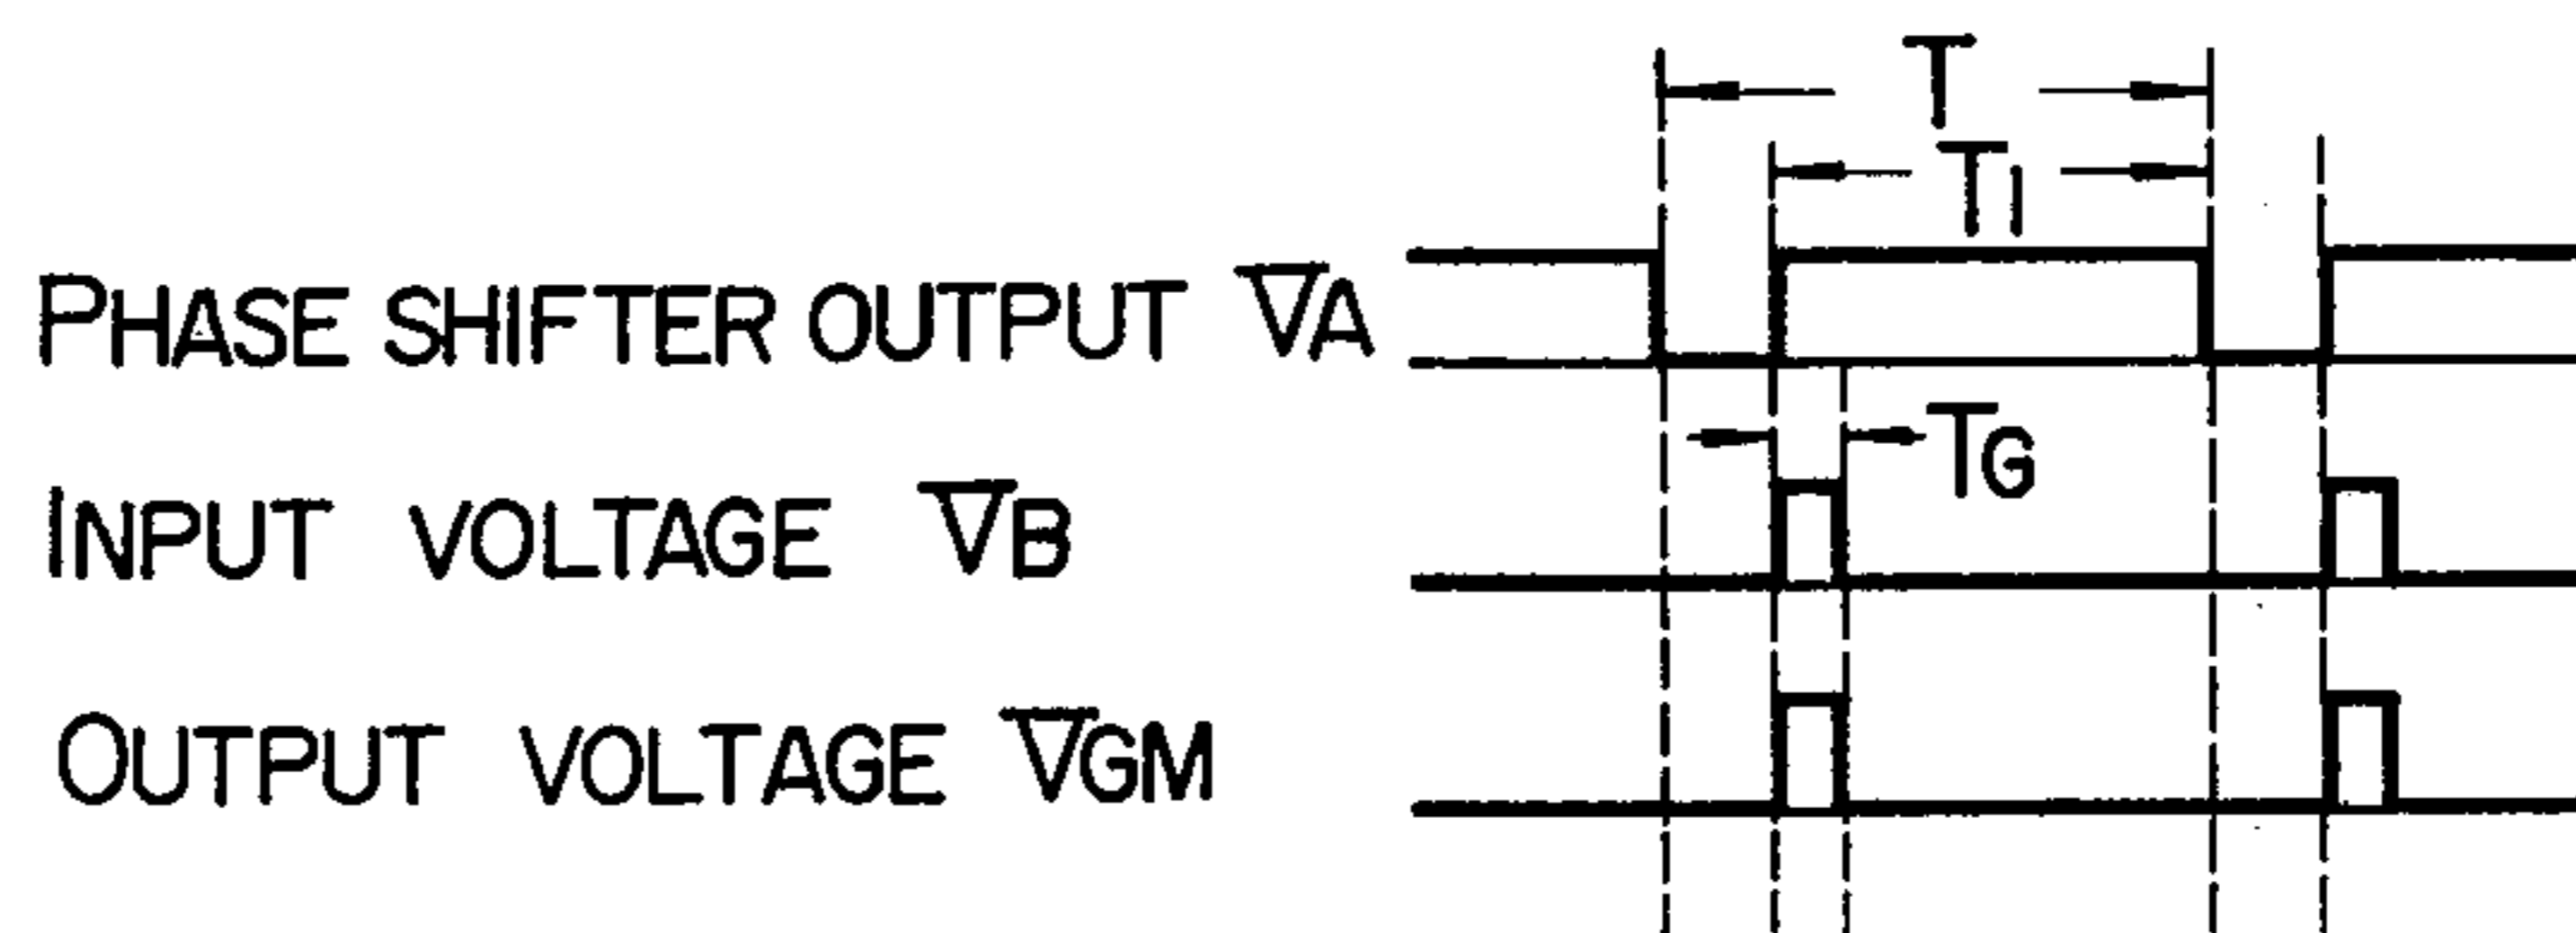 T
T1
PHASE SHIFTER OUTPUT VA
TG
INPUT VOLTAGE VB
OUTPUT VOLTAGE VGM